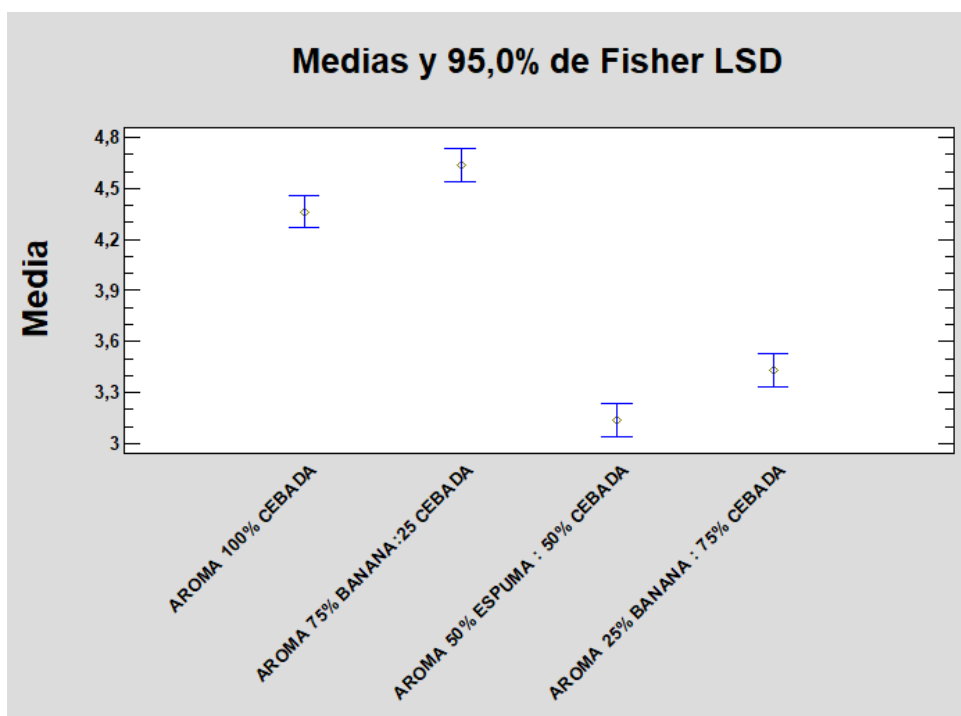 Medias y 95,0% de Fisher LSD
Media
4,8
4,5
4,2
3,9
3,6
3,3
3
AROMA 100% CEBADA
AROMA 75% BANANA:25 CEBADA
AROMA 50% ESPUMA : 50% CEBADA
AROMA 25% BANANA : 75% CEBADA